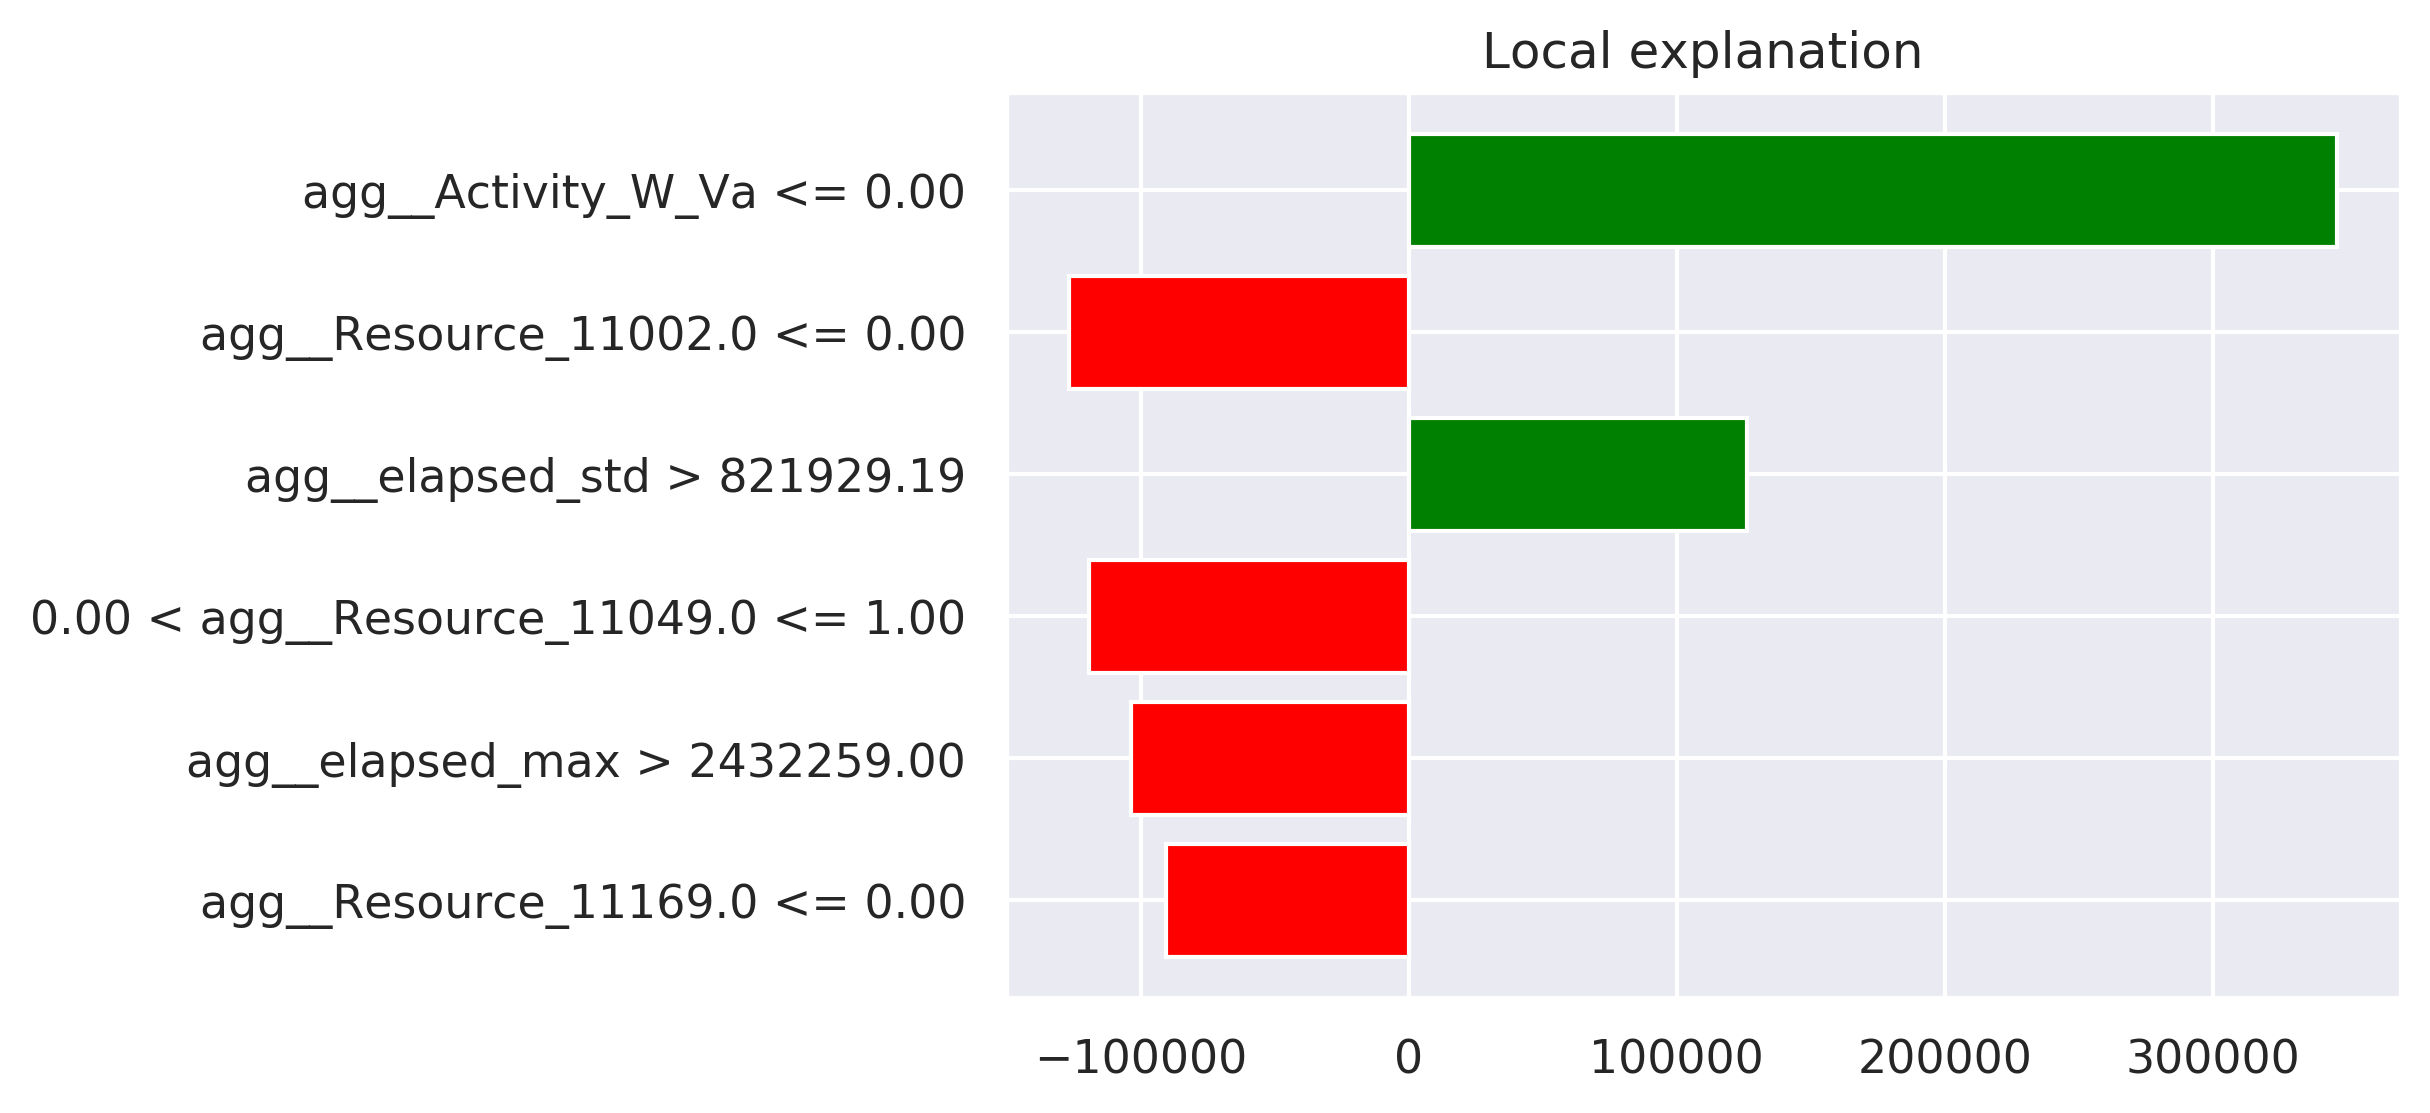 Local explanation
agg__Activity_W_Va <= 0.00
agg__Resource_11002.0 <= 0.00
agg__elapsed_std > 821929.19
0.00 < agg__Resource_11049.0 <= 1.00
agg__elapsed_max > 2432259.00
agg__Resource_11169.0 <= 0.00
−100000 0 100000 200000 300000